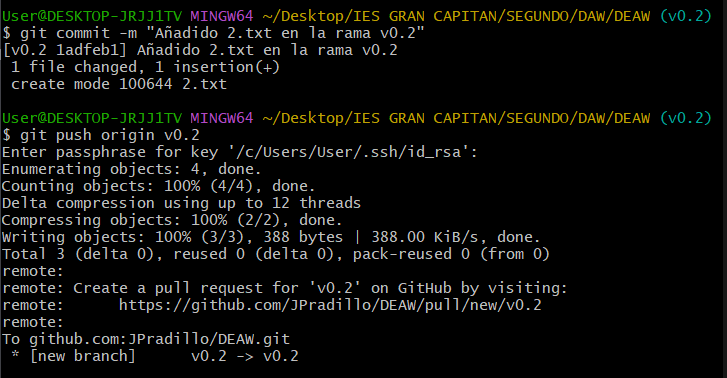 User@DESKTOP-JRJJ1TV MINGW64 ~/Desktop/IES GRAN CAPITAN/SEGUNDO/DAW/DEAW (v0.2)
$ git commit -m "Añadido 2.txt en la rama v0.2"
[v0.2 1adfeb1] Añadido 2.txt en la rama v0.2
 1 file changed, 1 insertion(+)
 create mode 100644 2.txt

User@DESKTOP-JRJJ1TV MINGW64 ~/Desktop/IES GRAN CAPITAN/SEGUNDO/DAW/DEAW (v0.2)
$ git push origin v0.2
Enter passphrase for key '/c/Users/User/.ssh/id_rsa':
Enumerating objects: 4, done.
Counting objects: 100% (4/4), done.
Delta compression using up to 12 threads
Compressing objects: 100% (2/2), done.
Writing objects: 100% (3/3), 388 bytes | 388.00 KiB/s, done.
Total 3 (delta 0), reused 0 (delta 0), pack-reused 0 (from 0)
remote:
remote: Create a pull request for 'v0.2' on GitHub by visiting:
remote:      https://github.com/JPradillo/DEAW/pull/new/v0.2
remote:
To github.com:JPradillo/DEAW.git
 * [new branch]      v0.2 -> v0.2